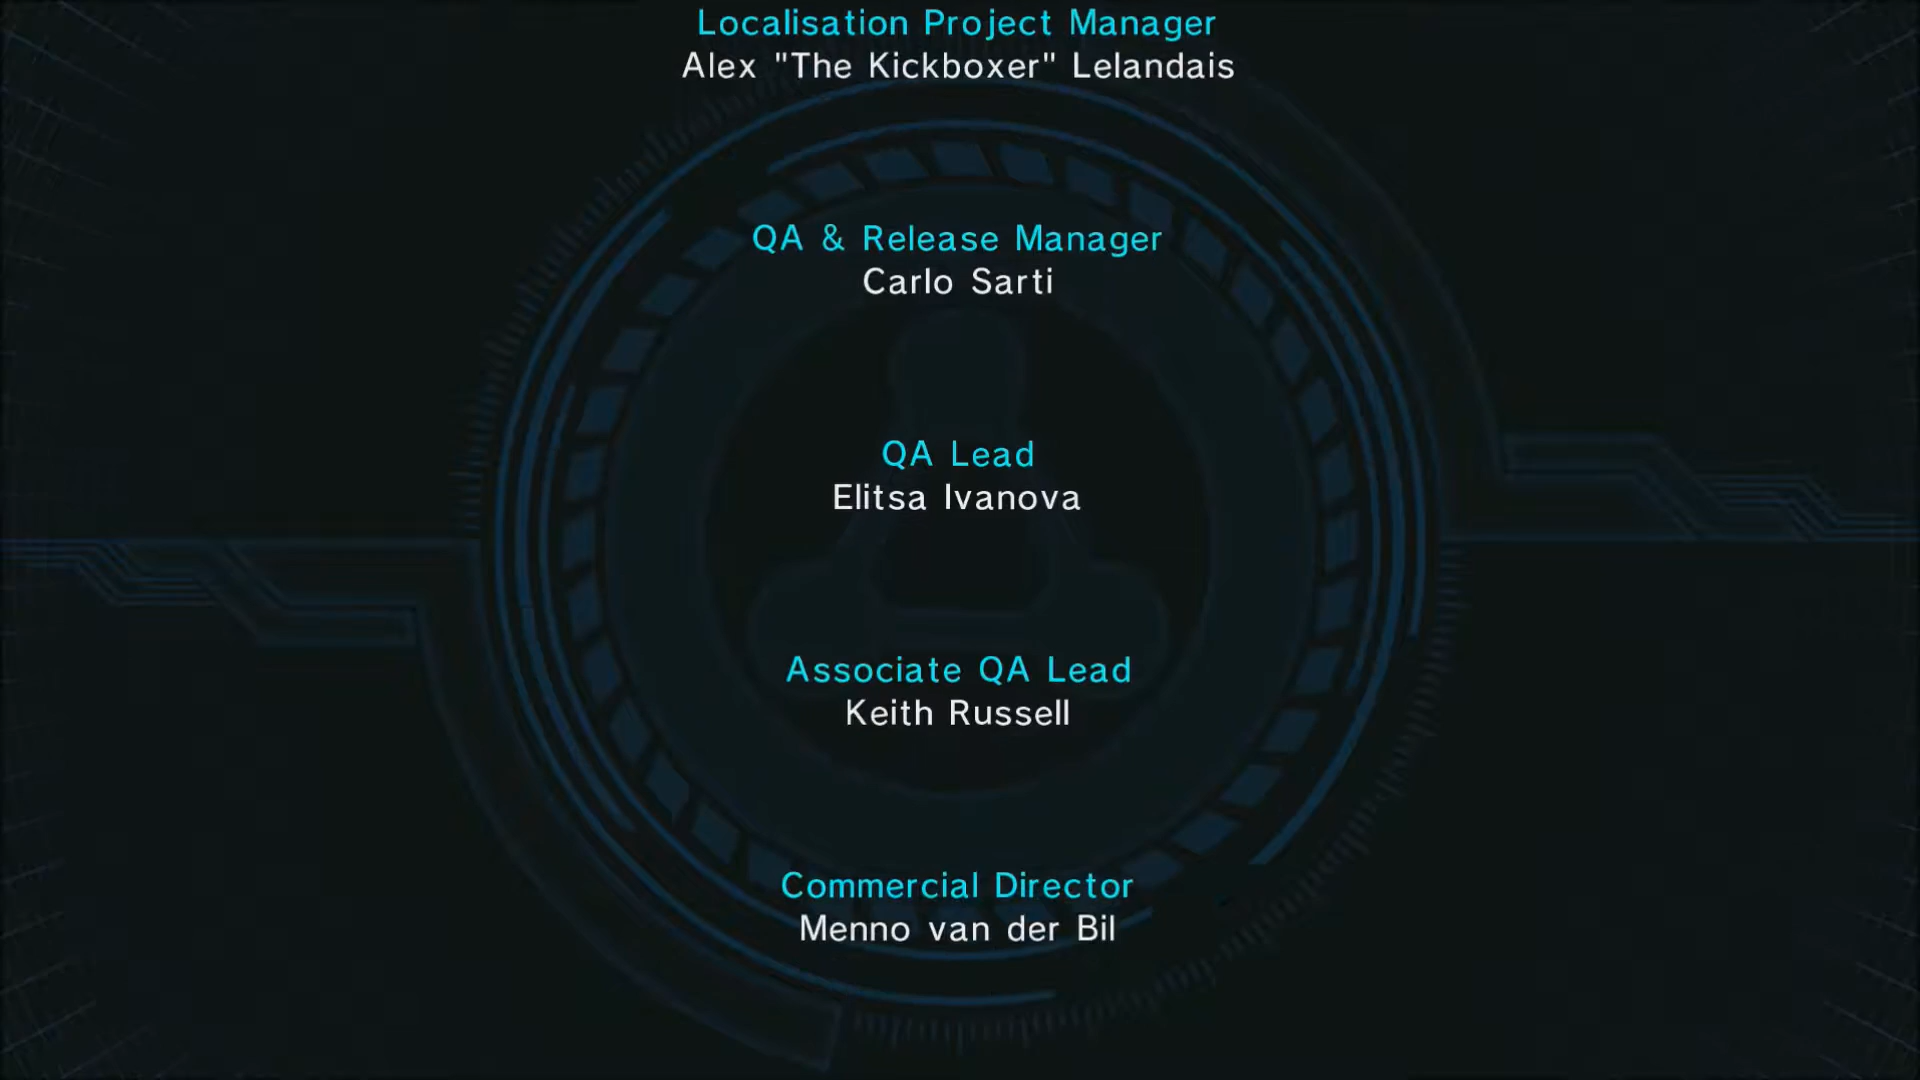 Localisation Project Manager
Alex "The Kickboxer" Lelandais
QA & Release Manager
Carlo Sarti
QA Lead
Elitsa Ivanova
Associate QA Lead
Keith Russell
Commercial Director
Menno van der Bil